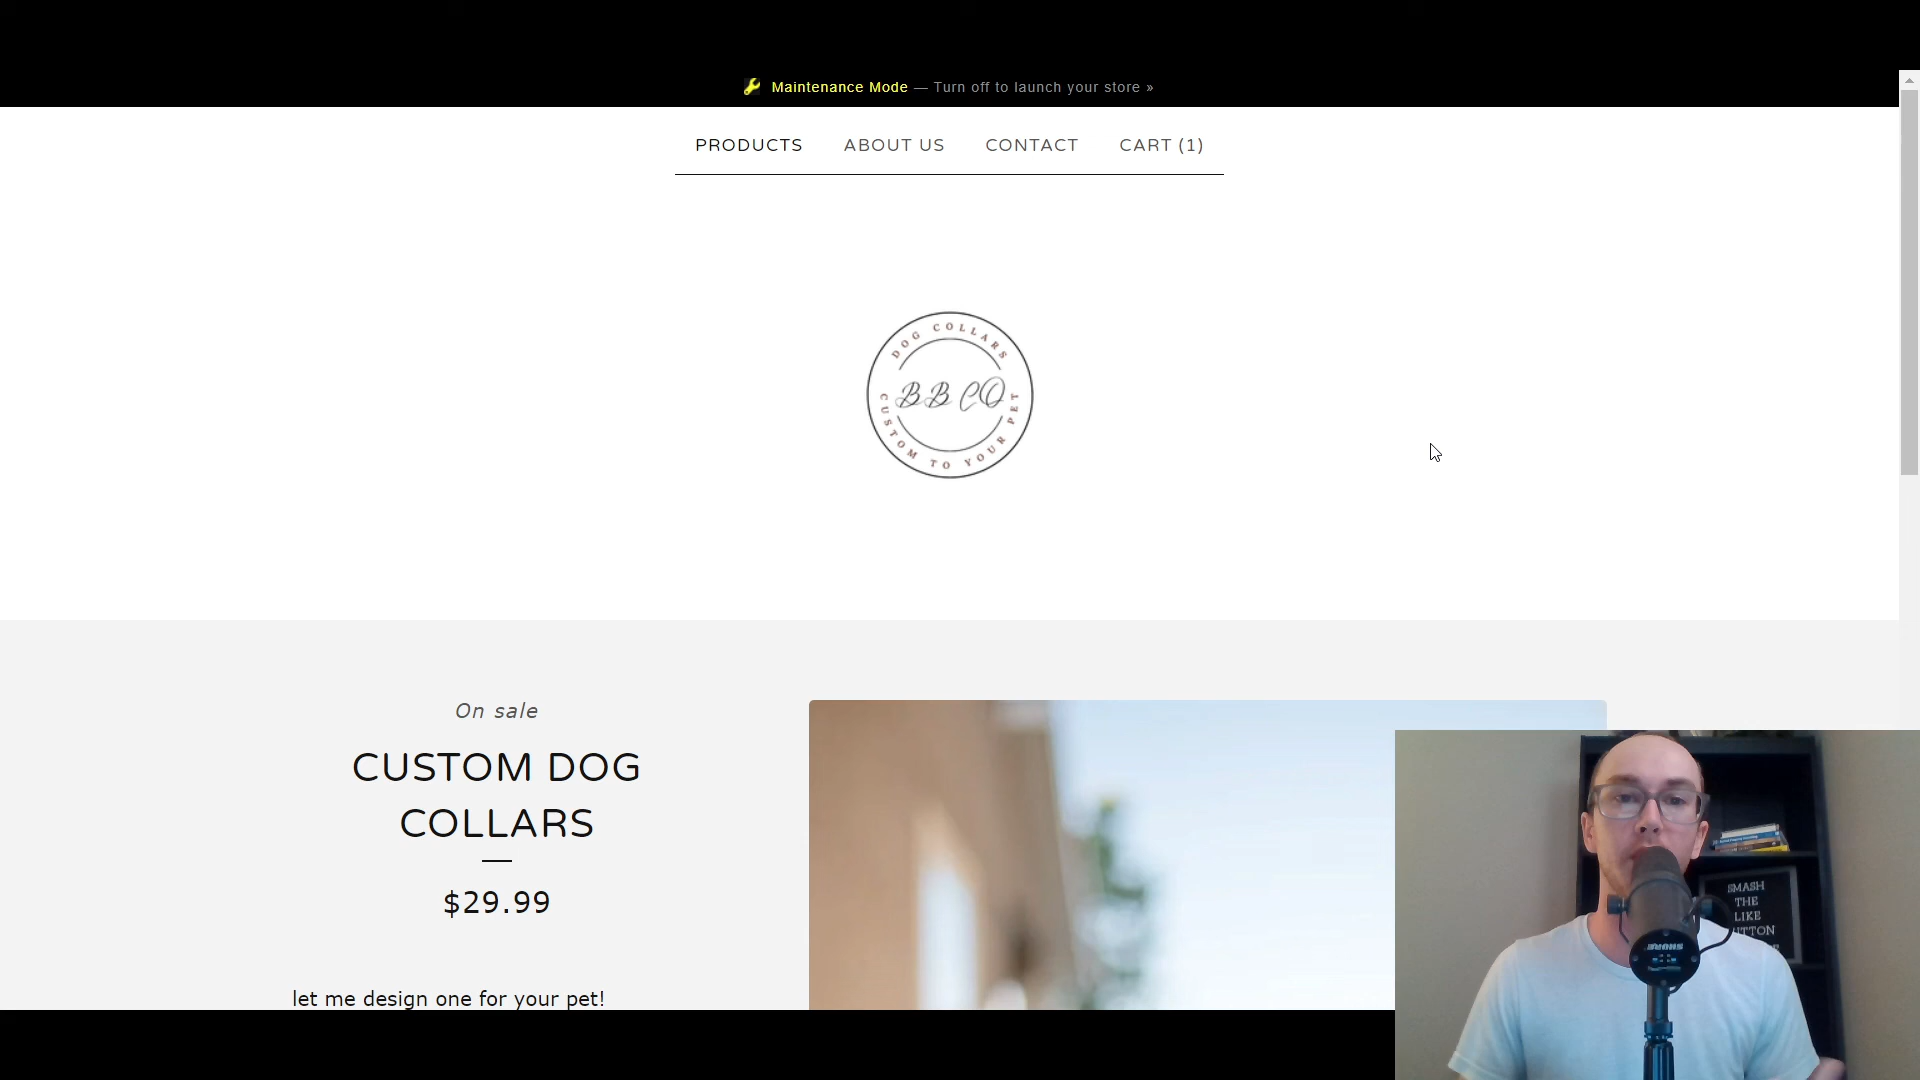 Maintenance Mode — Turn off to launch your store »
PRODUCTS ABOUT US CONTACT CART (1)
DOG COLLARS
BB CO
CUSTOM TO YOUR PET
On sale
CUSTOM DOG
COLLARS
$29.99
let me design one for your pet!
SMASH
THE
LIKE
SHURE